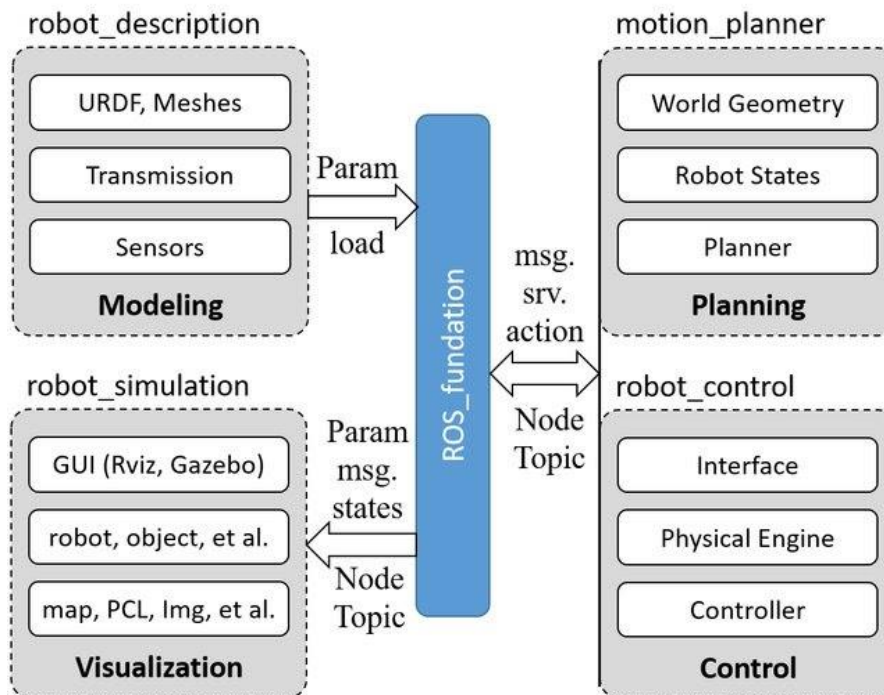 robot_description
URDF, Meshes
Transmission
Sensors
Modeling
Param
load
robot_simulation
GUI (Rviz, Gazebo)
robot, object, et al.
map, PCL, Img, et al.
Visualization
Param
msg.
states
Node
Topic
ROS_fundation
msg.
srv.
action
Node
Topic
motion_planner
World Geometry
Robot States
Planner
Planning
robot_control
Interface
Physical Engine
Controller
Control